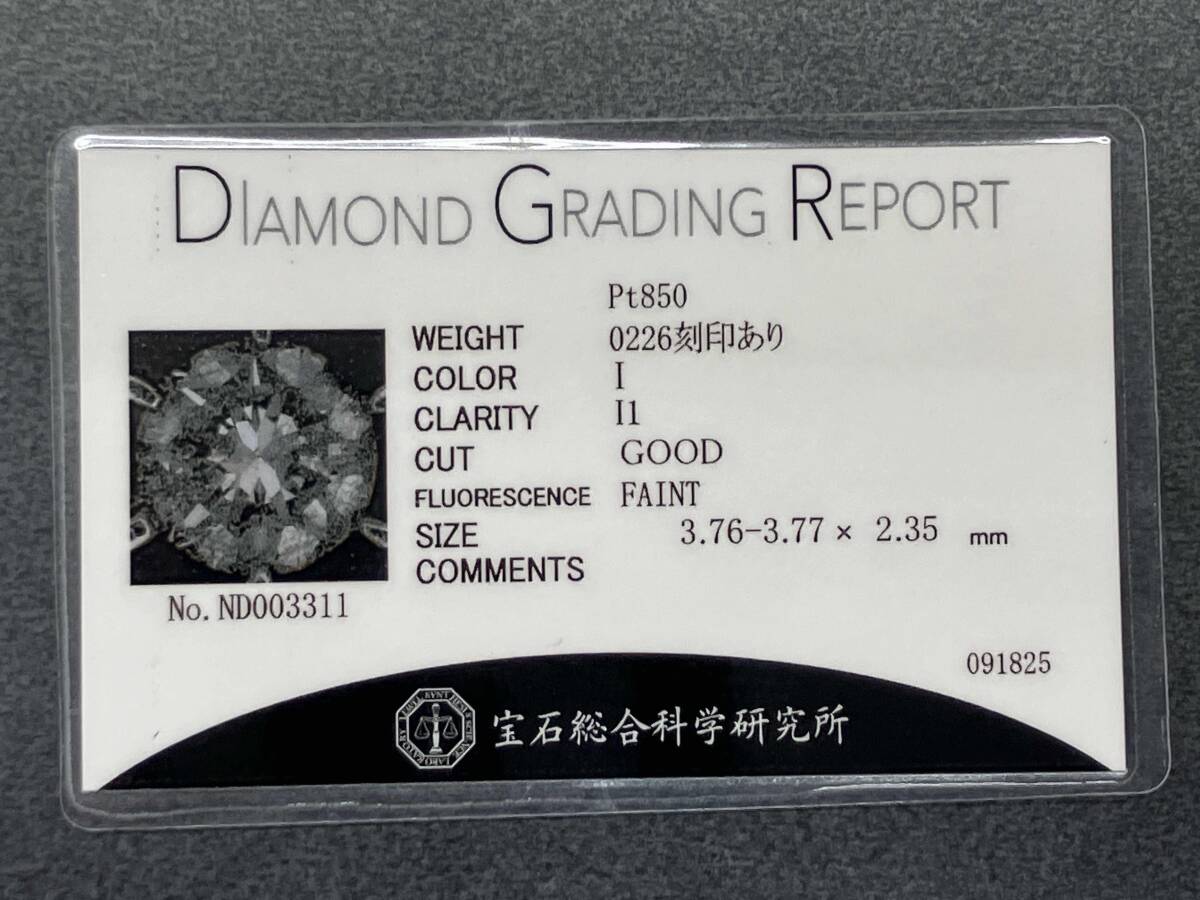 DIAMOND GRADING REPORT
Pt850
WEIGHT 0226刻印あり
COLOR I
CLARITY I1
CUT GOOD
FLUORESCENCE FAINT
SIZE 3.76-3.77 × 2.35 mm
COMMENTS
No. ND003311
091825
宝石総合科学研究所